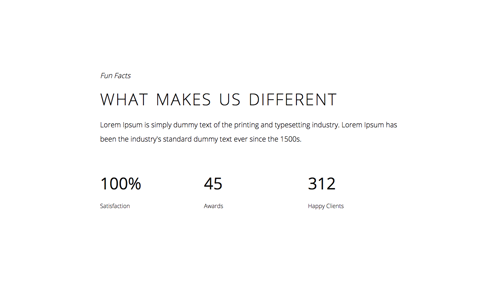 Fun Facts
WHAT MAKES US DIFFERENT
Lorem Ipsum is simply dummy text of the printing and typesetting industry. Lorem Ipsum has
been the industry's standard dummy text ever since the 1500s.
100% 45 312
Satisfaction Awards Happy Clients